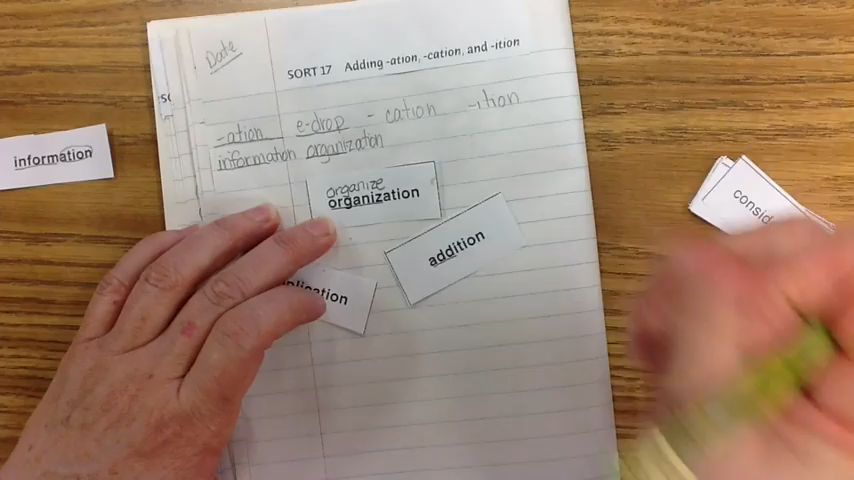 Date
SORT 17 Adding -ation, -cation, and -ition
-ation e-drop - cation -ition
information organization
information
organize
organization
addition